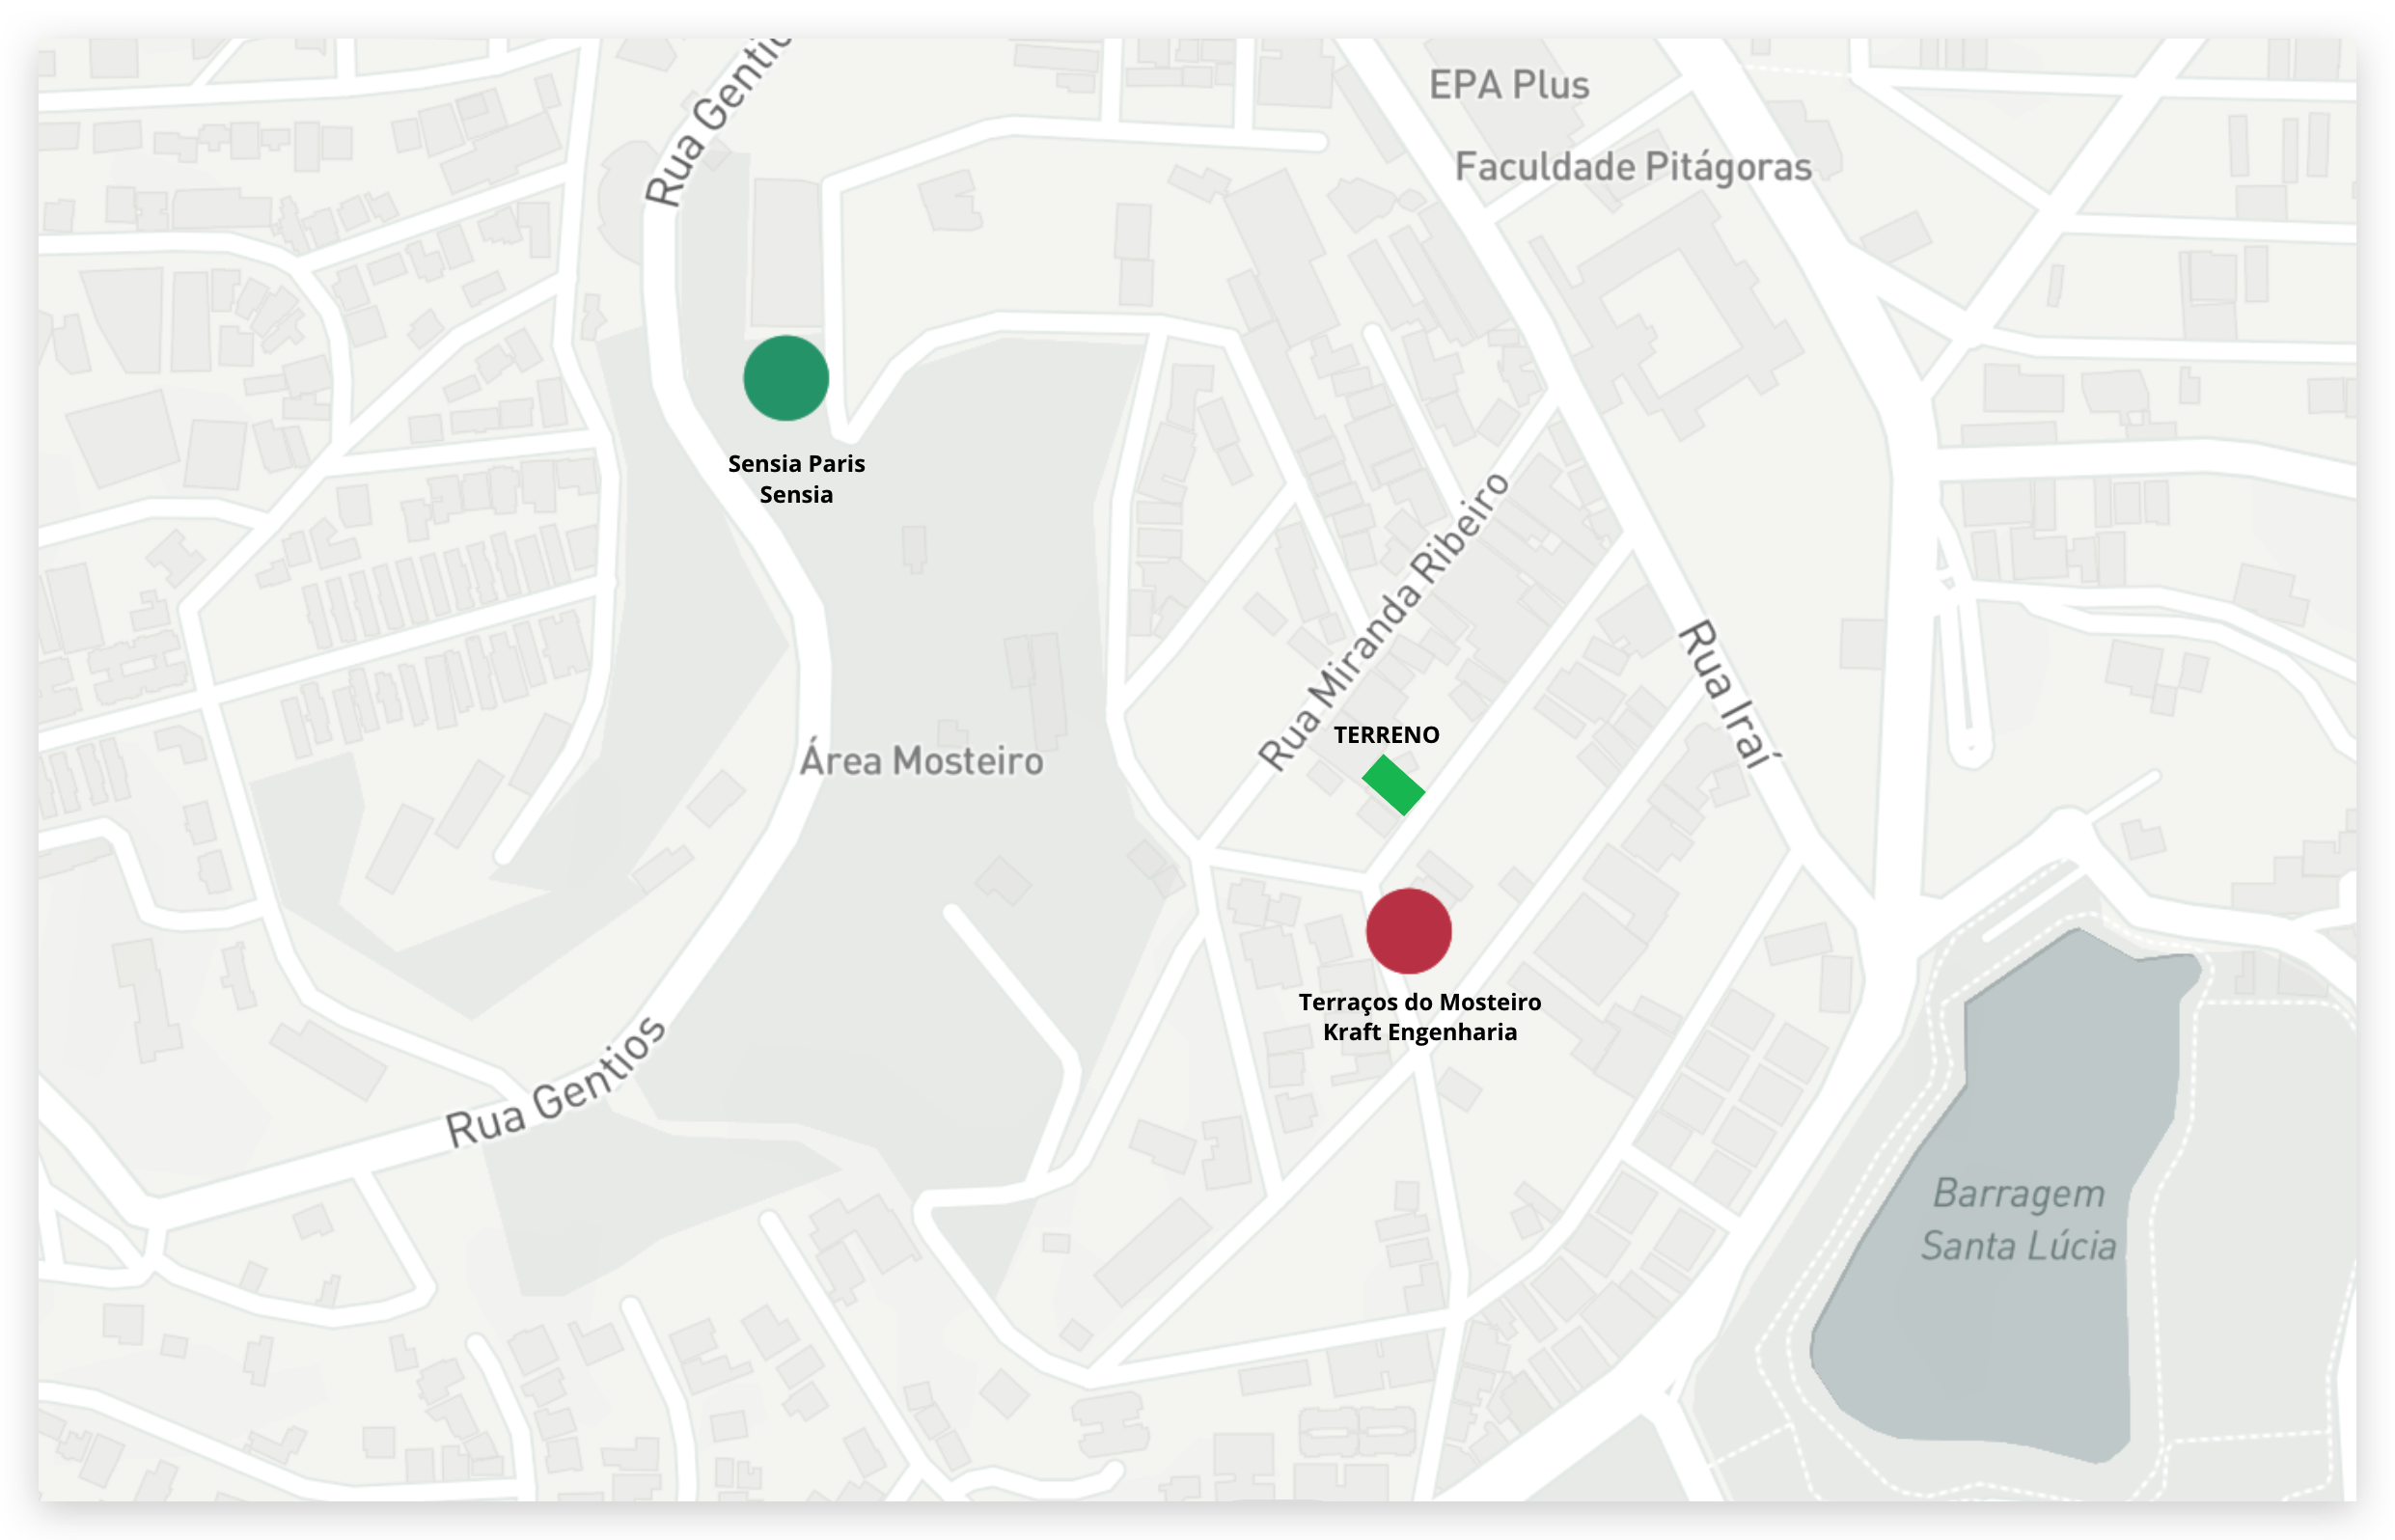 Rua Gentio
EPA Plus
Faculdade Pitágoras
Sensia Paris
Sensia
Rua Miranda Ribeiro
Rua Iraí
TERRENO
Área Mosteiro
Terraços do Mosteiro
Kraft Engenharia
Rua Gentios
Barragem
Santa Lúcia